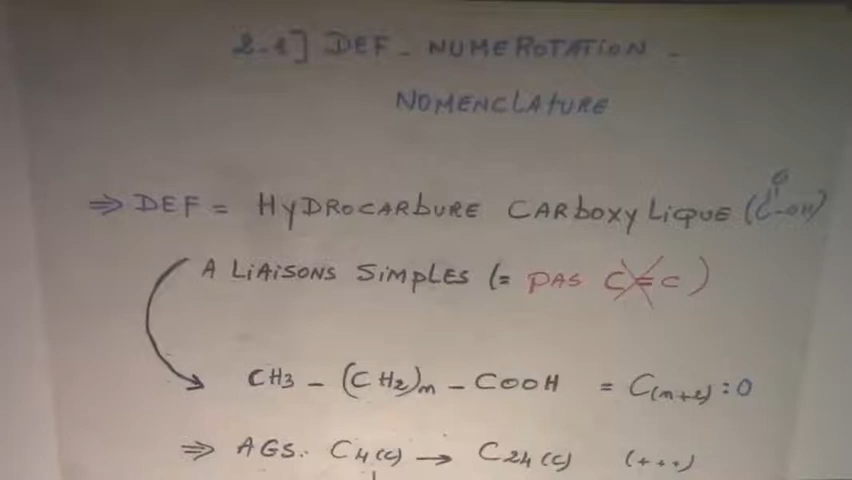 2.1] DEF - NUMEROTATION -
NOMENCLATURE
⇒ DEF = HYDROCARBURE CARBOXYLIQUE (C-OH)
O
A LIAISONS SIMPLES (= PAS C=C)
CH3 - (CH2)n - COOH = C(n+2) : 0
⇒ AGS. C4(C) → C24(C) (+++)